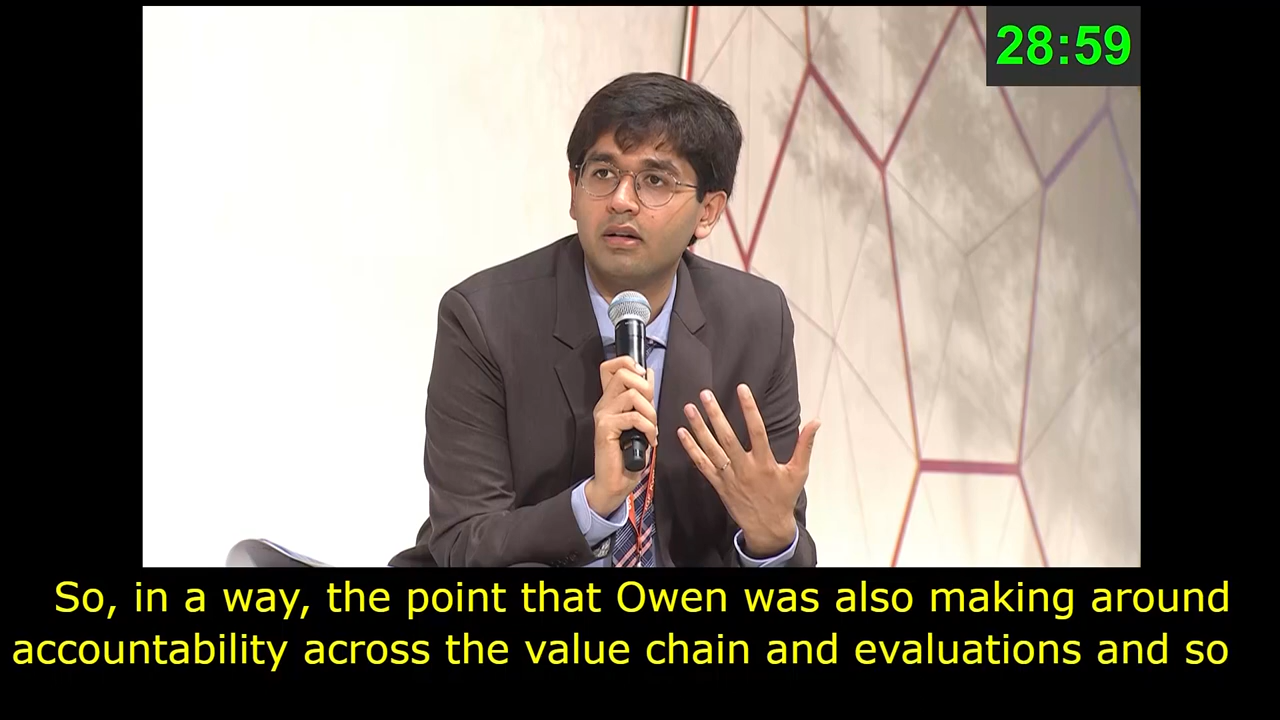 28:59
So, in a way, the point that Owen was also making around
accountability across the value chain and evaluations and so